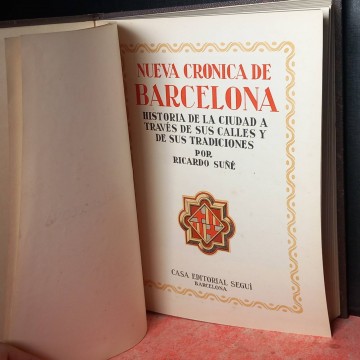 NUEVA CRONICA DE
BARCELONA
HISTORIA DE LA CIUDAD A
TRAVÉS DE SUS CALLES Y
DE SUS TRADICIONES
POR
RICARDO SUÑÉ
CASA EDITORIAL SEGUÍ
BARCELONA